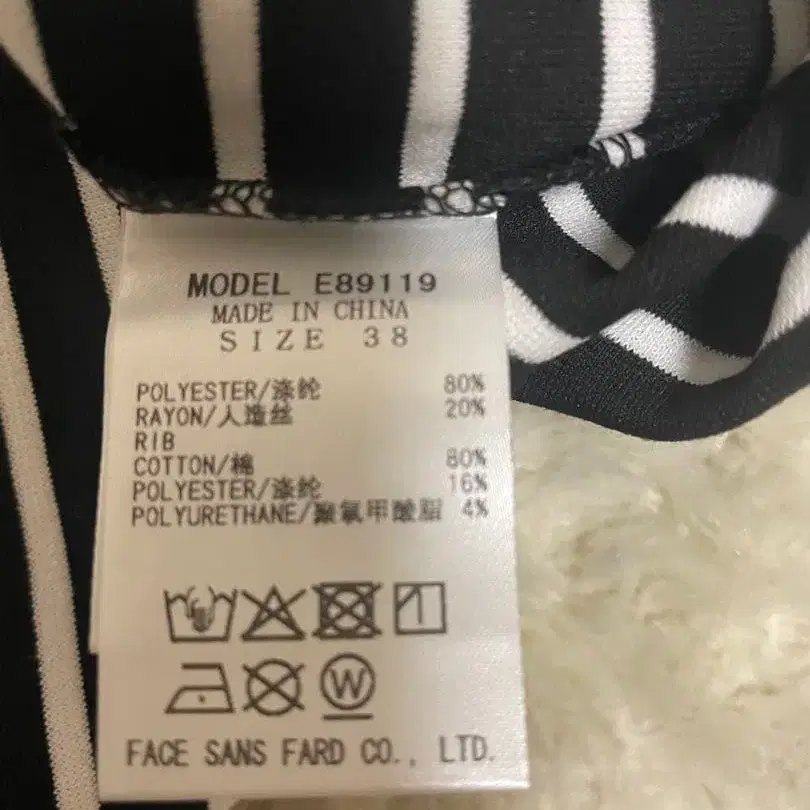 MODEL E89119
MADE IN CHINA
SIZE 38
POLYESTER/涤纶 80%
RAYON/人造丝 20%
RIB
COTTON/棉 80%
POLYESTER/涤纶 16%
POLYURETHANE/聚氧甲酸脂 4%
W
FACE SANS FARD CO., LTD.